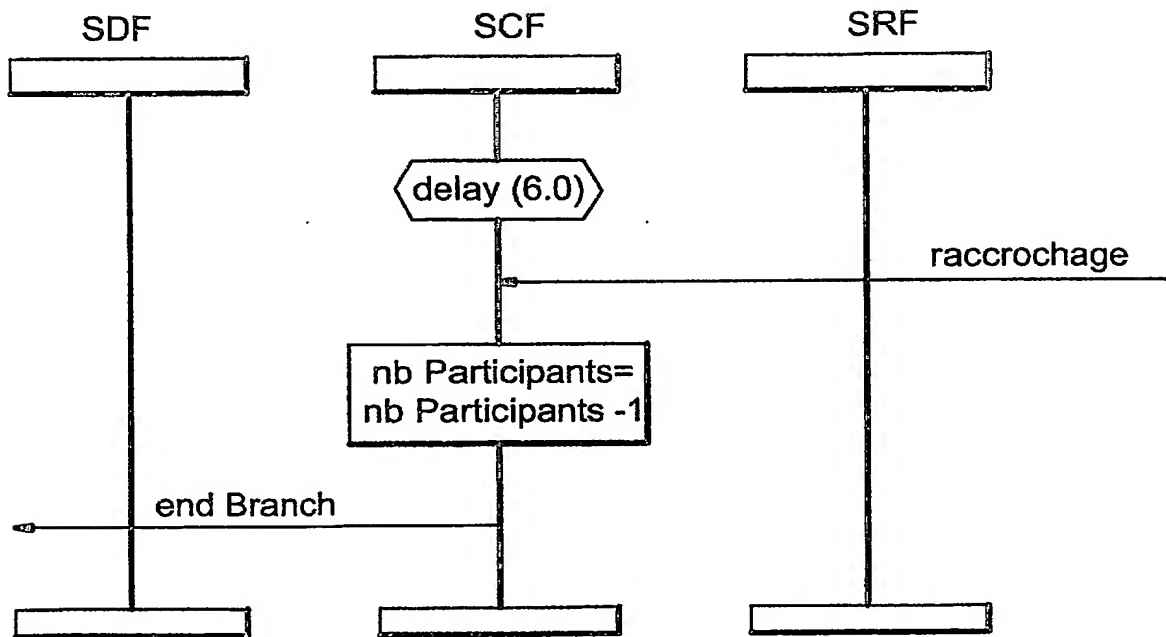 SDF
SCF
SRF
delay (6.0)
raccrochage
nb Participants=
nb Participants -1
end Branch